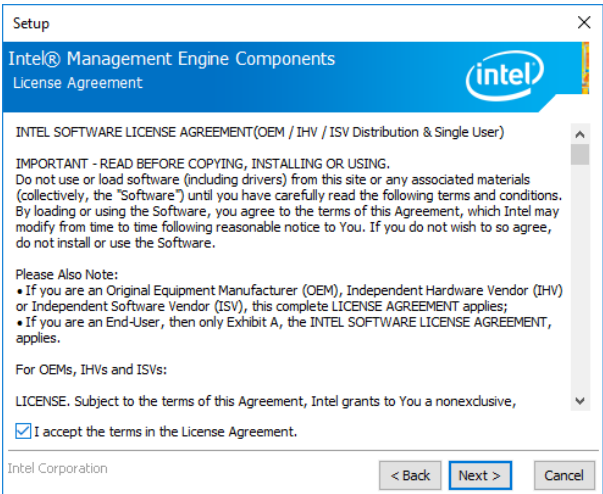 Setup
Intel® Management Engine Components
License Agreement
intel
INTEL SOFTWARE LICENSE AGREEMENT(OEM / IHV / ISV Distribution & Single User)
IMPORTANT - READ BEFORE COPYING, INSTALLING OR USING.
Do not use or load software (including drivers) from this site or any associated materials
(collectively, the "Software") until you have carefully read the following terms and conditions.
By loading or using the Software, you agree to the terms of this Agreement, which Intel may
modify from time to time following reasonable notice to You. If you do not wish to so agree,
do not install or use the Software.
Please Also Note:
• If you are an Original Equipment Manufacturer (OEM), Independent Hardware Vendor (IHV)
or Independent Software Vendor (ISV), this complete LICENSE AGREEMENT applies;
• If you are an End-User, then only Exhibit A, the INTEL SOFTWARE LICENSE AGREEMENT,
applies.
For OEMs, IHVs and ISVs:
LICENSE. Subject to the terms of this Agreement, Intel grants to You a nonexclusive,
I accept the terms in the License Agreement.
Intel Corporation
< Back Next > Cancel